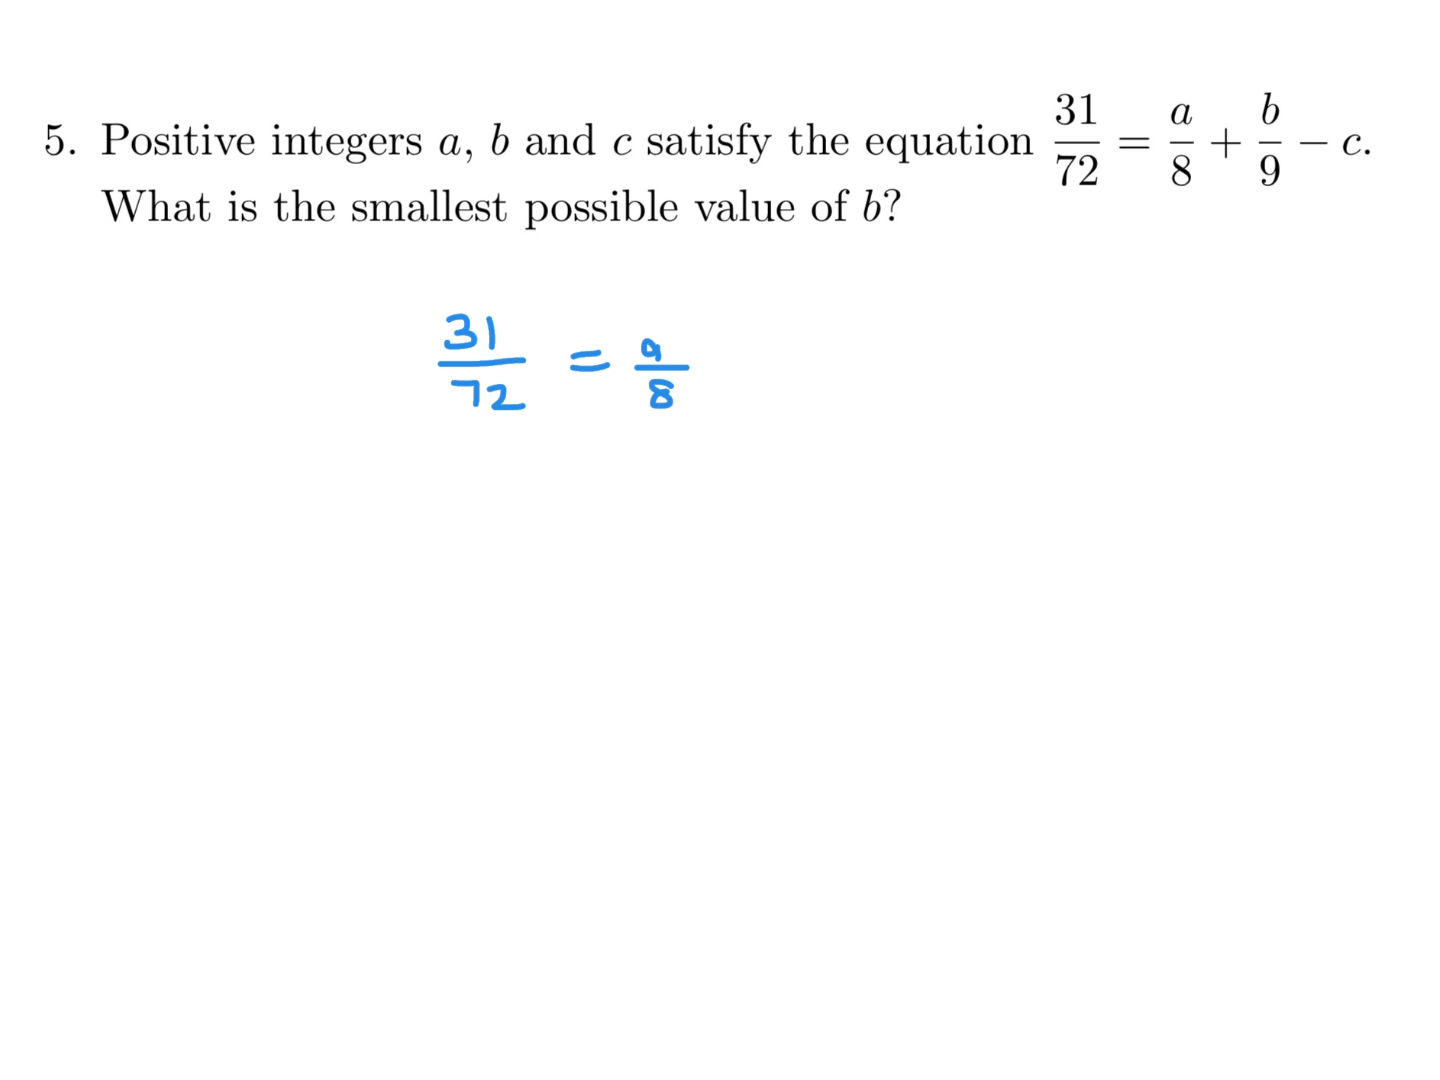 5. Positive integers a, b and c satisfy the equation 31/72 = a/8 + b/9 − c.
What is the smallest possible value of b?
31/72 = a/8